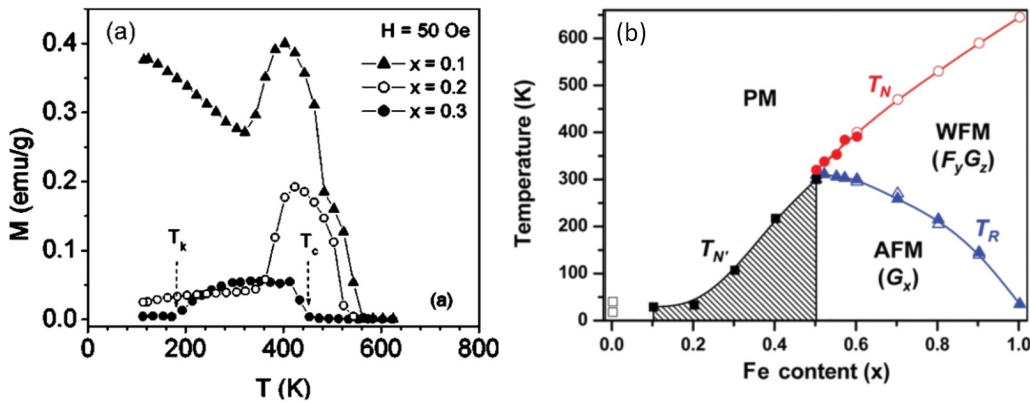 (a)
H = 50 Oe
x = 0.1
x = 0.2
x = 0.3
T_k
T_c
(a)
0.4
0.3
0.2
0.1
0.0
M (emu/g)
0
200
400
600
800
T (K)
(b)
PM
T_N
WFM
(F_yG_z)
T_R
AFM
(G_x)
T_N'
600
500
400
300
200
100
0
Temperature (K)
0.0
0.2
0.4
0.6
0.8
1.0
Fe content (x)